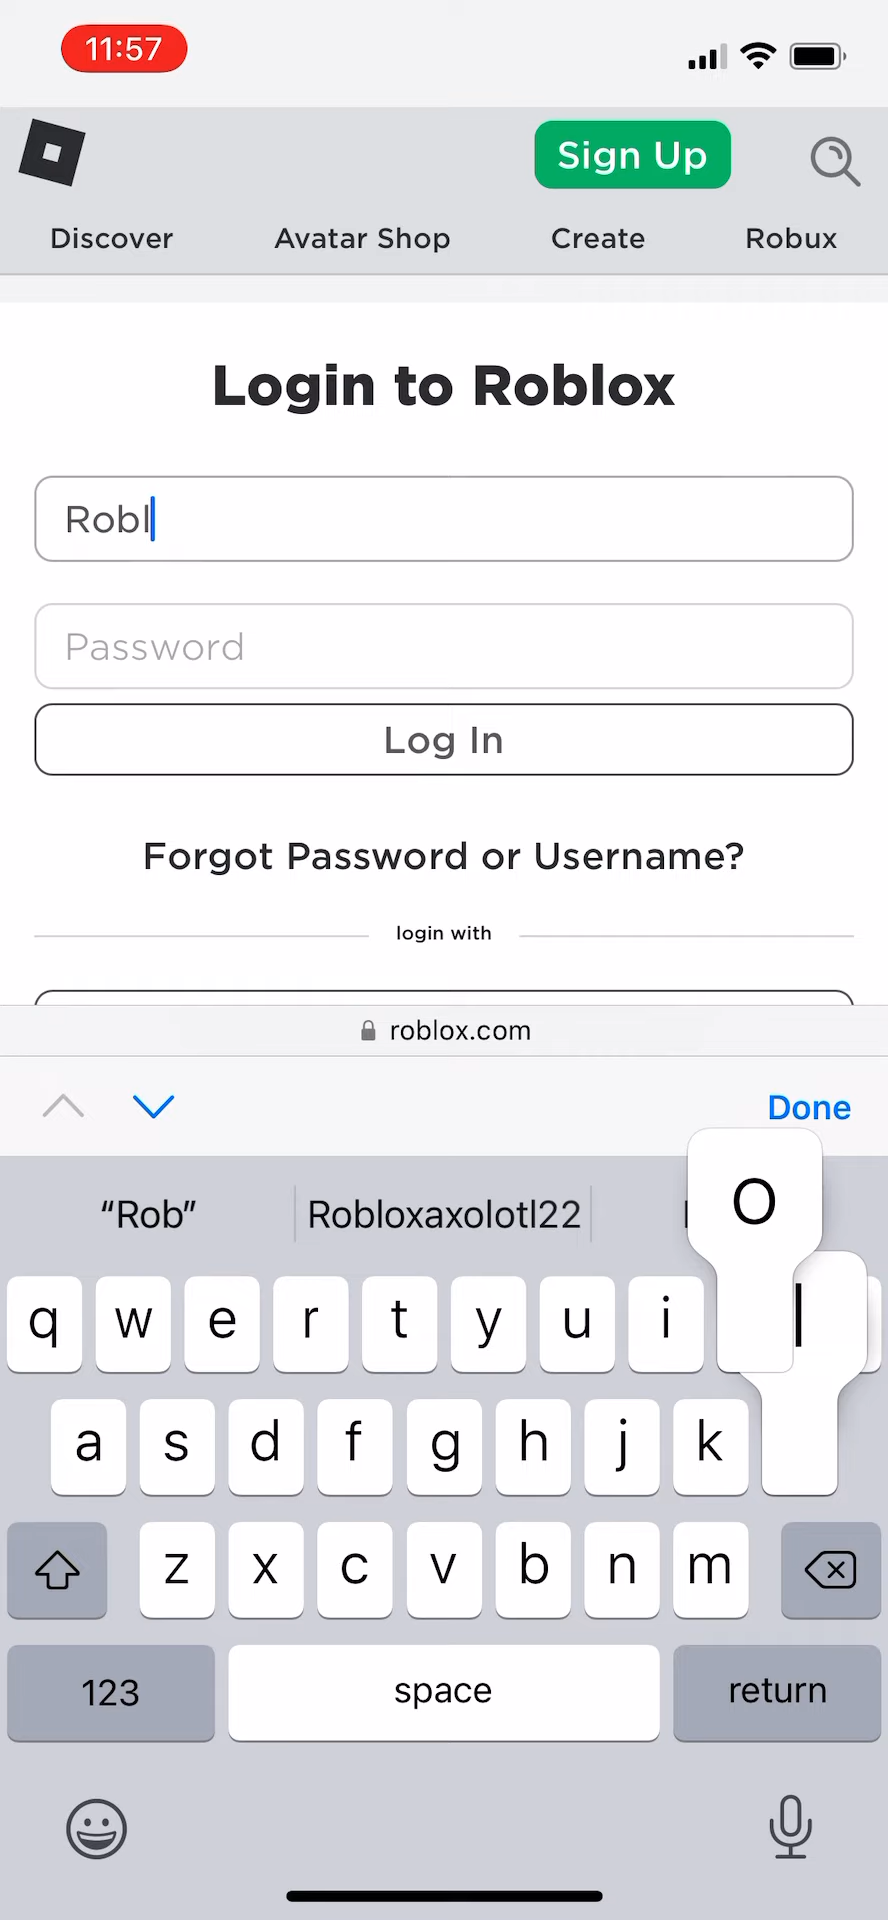 11:57
Sign Up
Discover Avatar Shop Create Robux
Login to Roblox
Robl
Password
Log In
Forgot Password or Username?
login with
roblox.com
Done
“Rob” Robloxaxolotl22
O
q w e r t y u i l
a s d f g h j k
z x c v b n m
123 space return